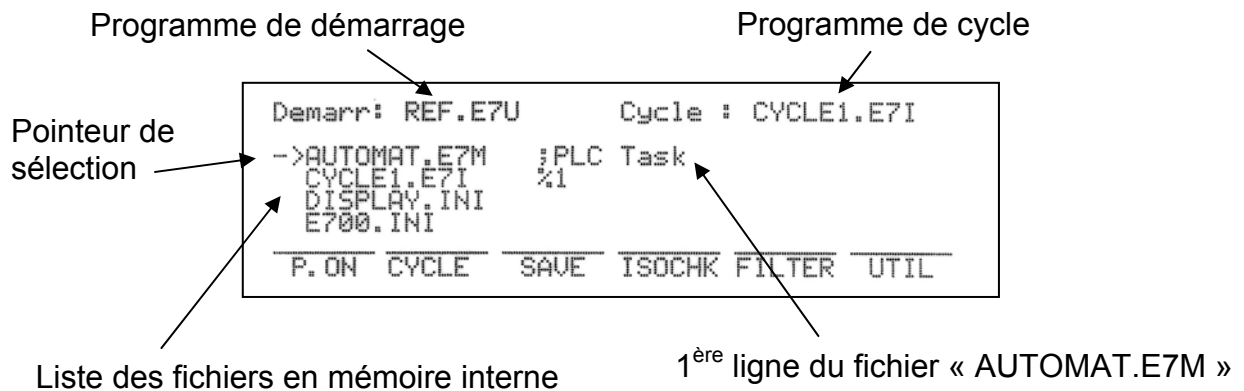 Programme de démarrage
Programme de cycle
Demarr: REF.E7U Cycle : CYCLE1.E7I
Pointeur de
sélection
->AUTOMAT.E7M ;PLC Task
CYCLE1.E7I %1
DISPLAY.INI
E700.INI
P.ON CYCLE SAVE ISOCHK FILTER UTIL
Liste des fichiers en mémoire interne
1ère ligne du fichier « AUTOMAT.E7M »